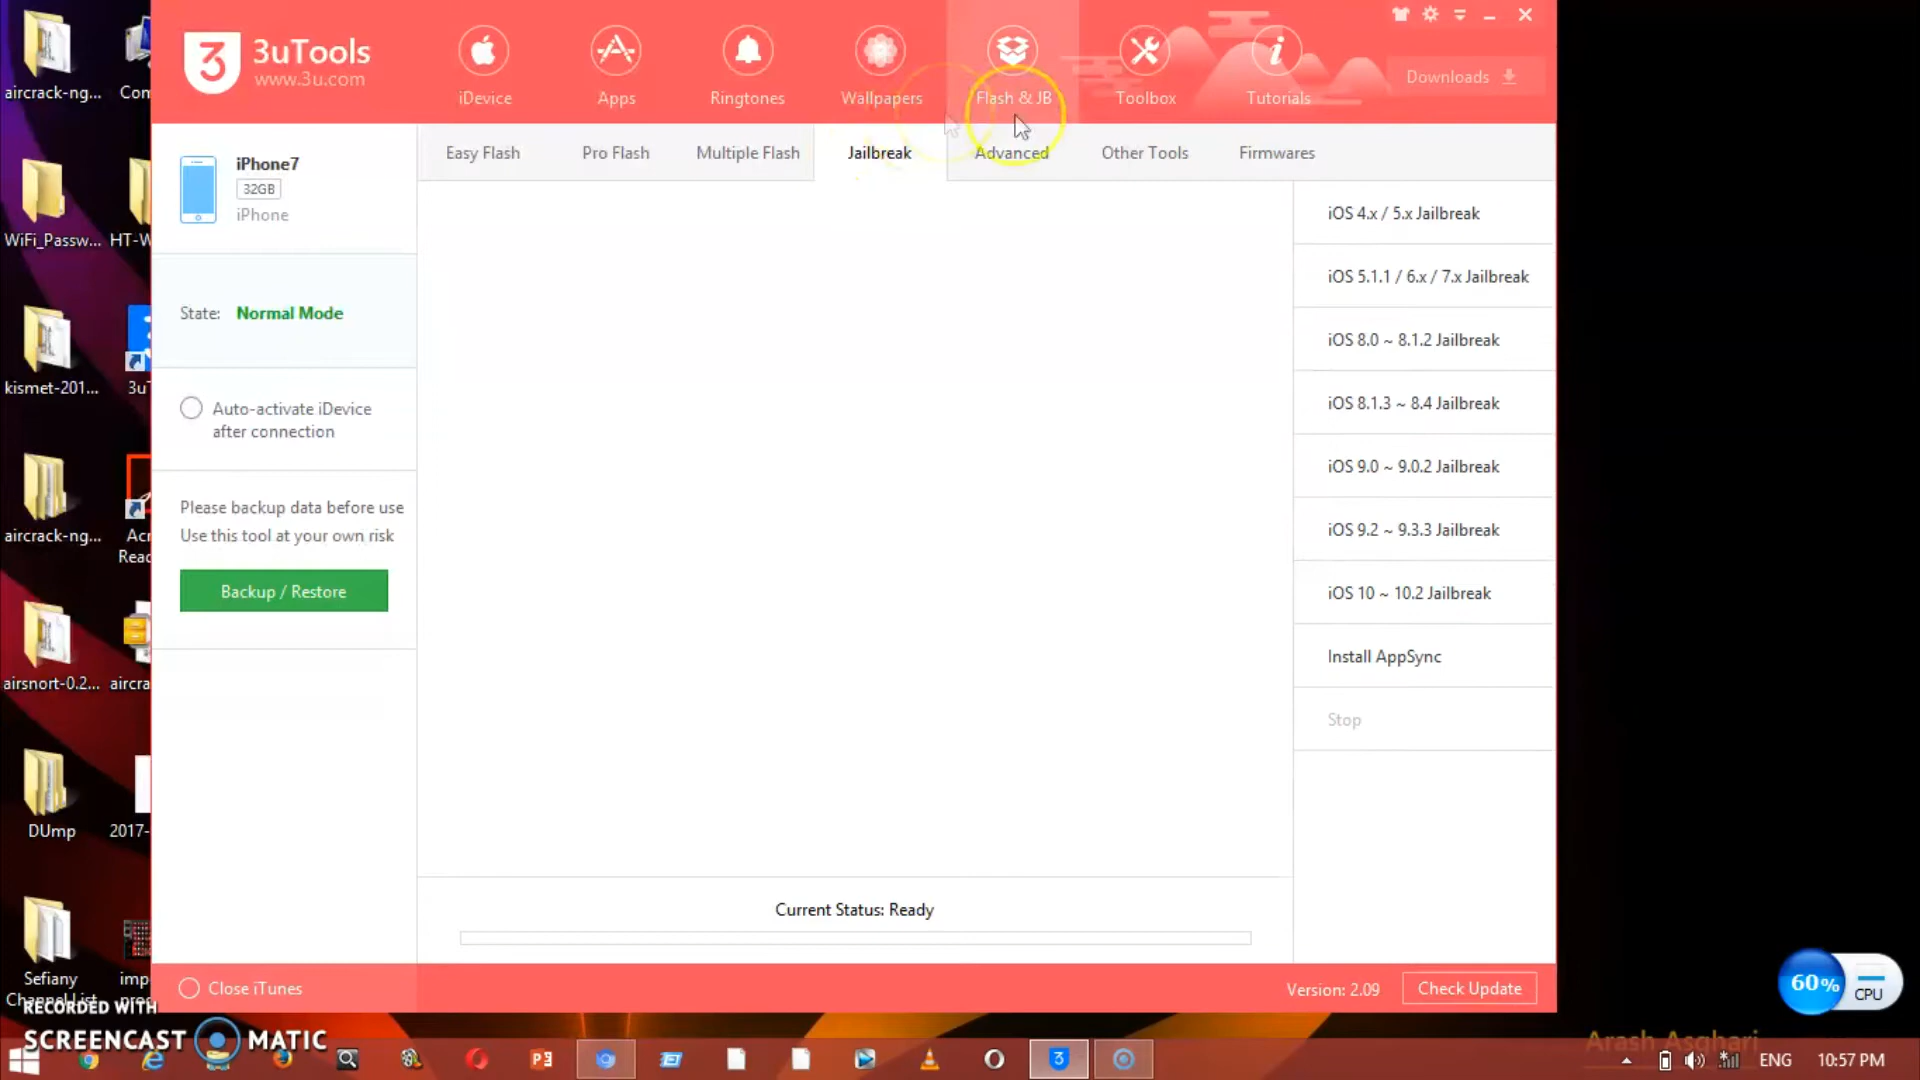 3uTools
www.3u.com
iDevice
Apps
Ringtones
Wallpapers
Flash & JB
Toolbox
Tutorials
Downloads
Easy Flash
Pro Flash
Multiple Flash
Jailbreak
Advanced
Other Tools
Firmwares
iPhone7
32GB
iPhone
State: Normal Mode
Auto-activate iDevice
after connection
Please backup data before use
Use this tool at your own risk
Backup / Restore
iOS 4.x / 5.x Jailbreak
iOS 5.1.1 / 6.x / 7.x Jailbreak
iOS 8.0 ~ 8.1.2 Jailbreak
iOS 8.1.3 ~ 8.4 Jailbreak
iOS 9.0 ~ 9.0.2 Jailbreak
iOS 9.2 ~ 9.3.3 Jailbreak
iOS 10 ~ 10.2 Jailbreak
Install AppSync
Stop
Current Status: Ready
Close iTunes
Version: 2.09
Check Update
aircrack-ng...
Com
WiFi_Passw...
HT-W
kismet-201...
3uT
aircrack-ng...
Acr
Reac
airsnort-0.2...
aircra
DUmp
2017-
Sefiany
Channel List
imp
RECORDED WITH
SCREENCAST MATIC
60%
CPU
Arash Asghari
ENG
10:57 PM